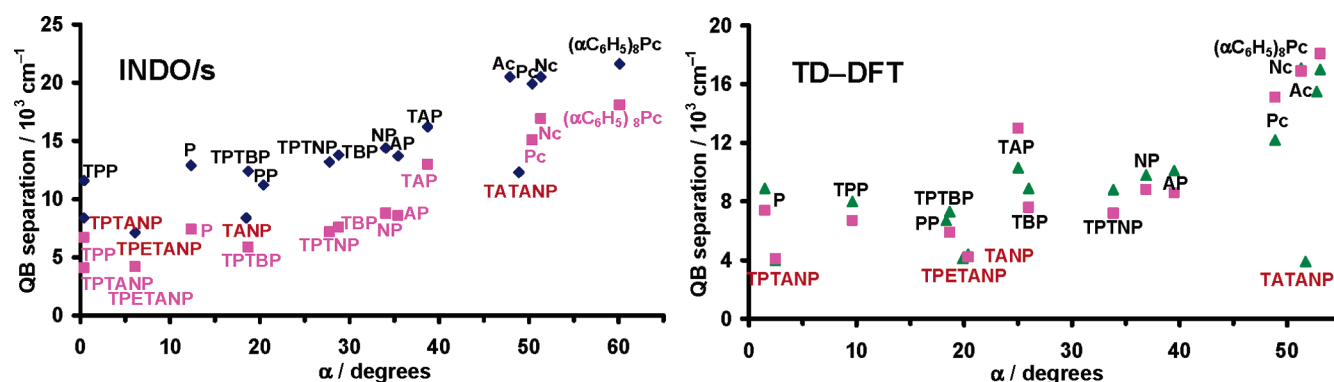 INDO/s
QB separation / 10³ cm⁻¹
25
20
15
10
5
0
(αC₆H₅)₈Pc
Ac
Pc
Nc
TAP
(αC₆H₅)₈Pc
Nc
Pc
TPP
P
TPTBP
PP
TPTNP
TBP
NP
AP
TAP
TATANP
TPTANP
TPETANP
TANP
P
TPP
TPTBP
TPTNP
TBP
NP
AP
TPTANP
TPETANP
0 10 20 30 40 50 60
α / degrees
TD–DFT
QB separation / 10³ cm⁻¹
20
16
12
8
4
0
(αC₆H₅)₈Pc
Nc
Ac
Pc
TAP
P
TPP
TPTBP
PP
TBP
NP
AP
TPTNP
TPTANP
TPETANP
TANP
TATANP
0 10 20 30 40 50
α / degrees